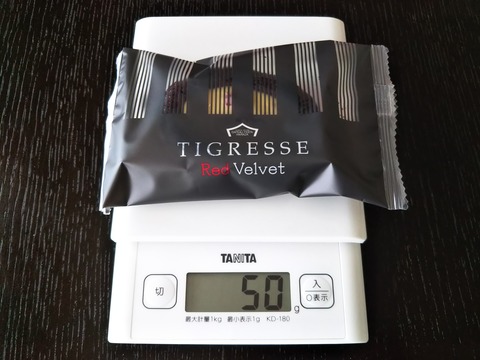 TIGRESSE
Red Velvet
TANITA
切
50
g
入
0表示
最大計量1kg 最小表示1g KD-180